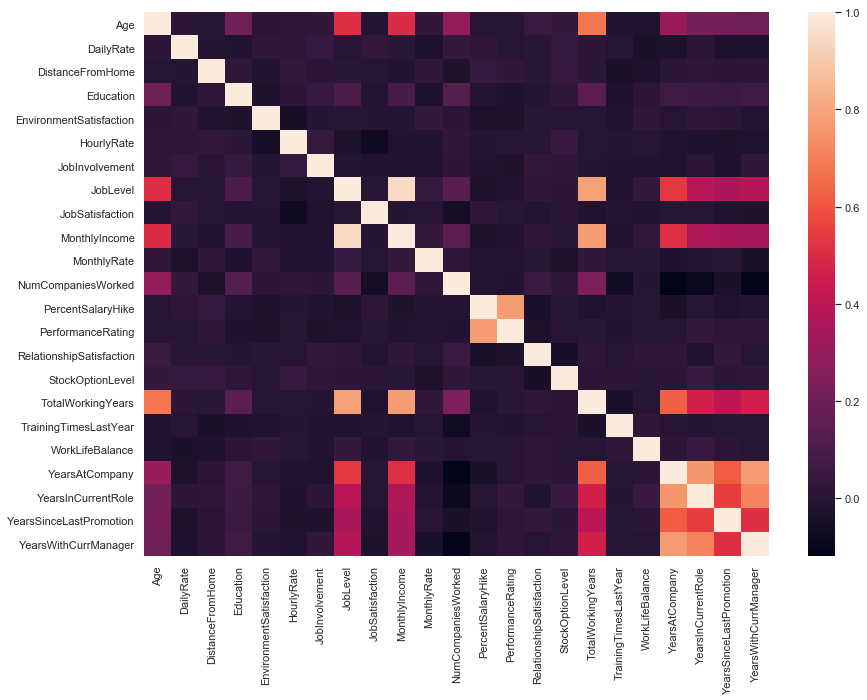 Age
DailyRate
DistanceFromHome
Education
EnvironmentSatisfaction
HourlyRate
JobInvolvement
JobLevel
JobSatisfaction
MonthlyIncome
MonthlyRate
NumCompaniesWorked
PercentSalaryHike
PerformanceRating
RelationshipSatisfaction
StockOptionLevel
TotalWorkingYears
TrainingTimesLastYear
WorkLifeBalance
YearsAtCompany
YearsInCurrentRole
YearsSinceLastPromotion
YearsWithCurrManager
Age
DailyRate
DistanceFromHome
Education
EnvironmentSatisfaction
HourlyRate
JobInvolvement
JobLevel
JobSatisfaction
MonthlyIncome
MonthlyRate
NumCompaniesWorked
PercentSalaryHike
PerformanceRating
RelationshipSatisfaction
StockOptionLevel
TotalWorkingYears
TrainingTimesLastYear
WorkLifeBalance
YearsAtCompany
YearsInCurrentRole
YearsSinceLastPromotion
YearsWithCurrManager
1.0
0.8
0.6
0.4
0.2
0.0